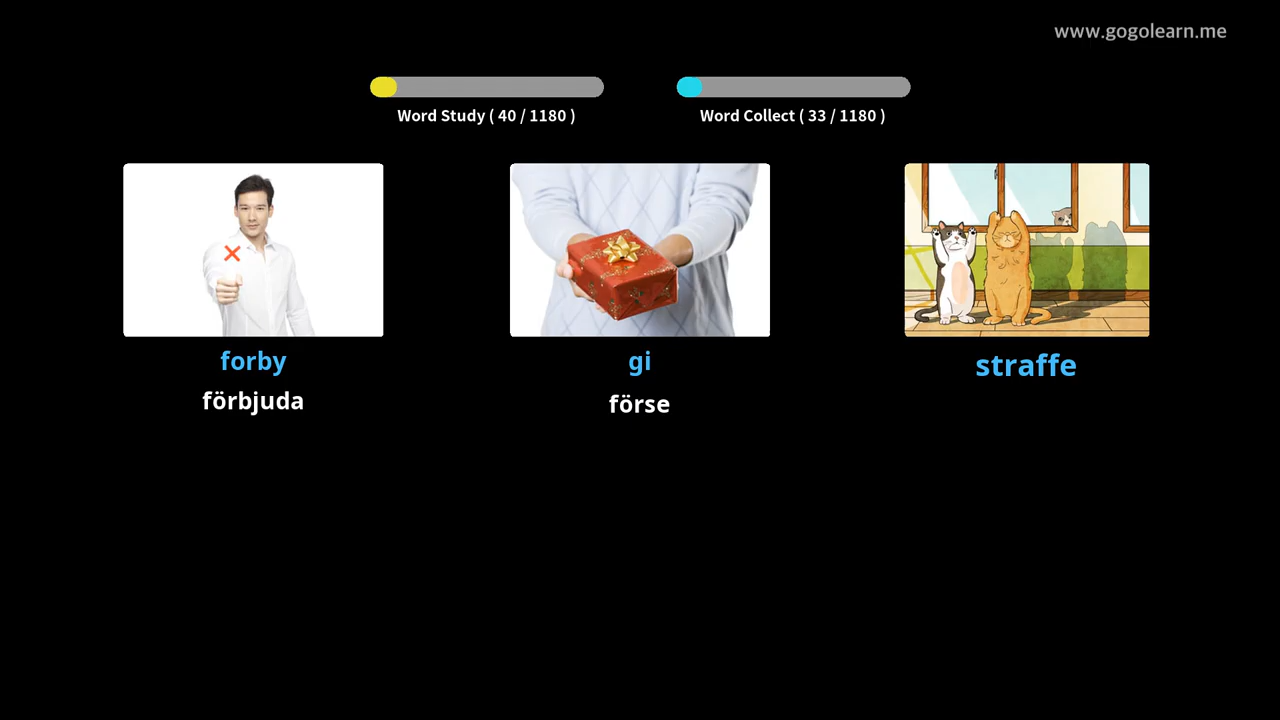 www.gogolearn.me
Word Study ( 40 / 1180 )
Word Collect ( 33 / 1180 )
forby
gi
straffe
förbjuda
förse